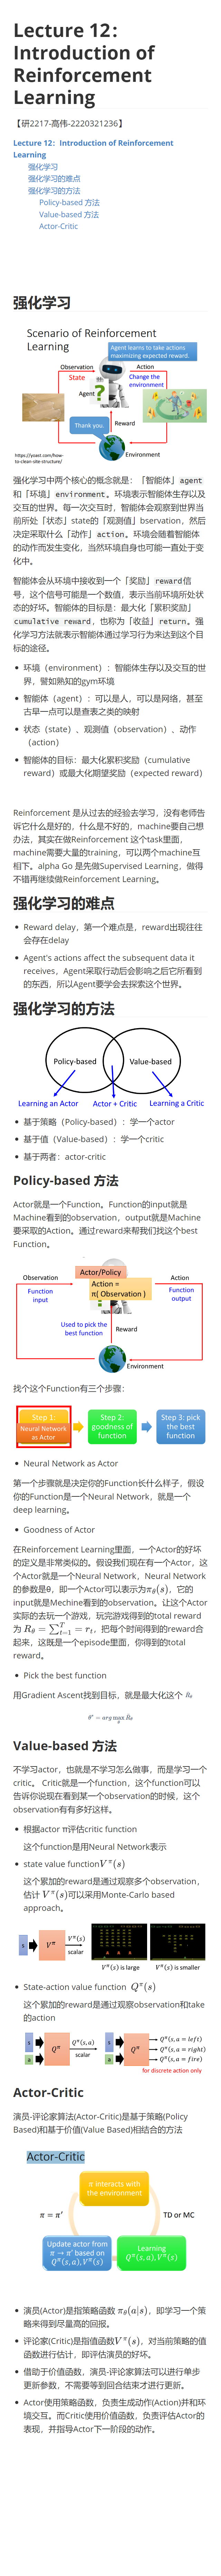 Lecture 12：
Introduction of
Reinforcement
Learning
【研2217-高伟-2220321236】
Lecture 12：Introduction of Reinforcement
Learning
强化学习
强化学习的难点
强化学习的方法
Policy-based 方法
Value-based 方法
Actor-Critic
强化学习
Scenario of Reinforcement
Learning
Agent learns to take actions
maximizing expected reward.
Observation
Action
State
Change the
environment
Agent
?
Thank you.
Reward
https://yoast.com/how-
to-clean-site-structure/
Environment
强化学习中两个核心的概念就是：「智能体」agent
和「环境」environment。环境表示智能体生存以及
交互的世界。每一次交互时，智能体会观察到世界当
前所处「状态」state的「观测值」bservation，然后
决定采取什么「动作」action。环境会随着智能体
的动作而发生变化，当然环境自身也可能一直处于变
化中。
智能体会从环境中接收到一个「奖励」reward信
号，这个信号可能是一个数值，表示当前环境所处状
态的好坏。智能体的目标是：最大化「累积奖励」
cumulative reward，也称为「收益」return。强
化学习方法就表示智能体通过学习行为来达到这个目
标的途径。
环境（environment）：智能体生存以及交互的世
界，譬如熟知的gym环境
智能体（agent）：可以是人，可以是网络，甚至
古早一点可以是查表之类的映射
状态（state）、观测值（observation）、动作
（action）
智能体的目标：最大化累积奖励（cumulative
reward）或最大化期望奖励（expected reward）
Reinforcement 是从过去的经验去学习，没有老师告
诉它什么是好的，什么是不好的，machine要自己想
办法，其实在做Reinforcement 这个task里面，
machine需要大量的training，可以两个machine互
相下。alpha Go 是先做Supervised Learning，做得
不错再继续做Reinforcement Learning。
强化学习的难点
Reward delay，第一个难点是，reward出现往往
会存在delay
Agent's actions affect the subsequent data it
receives，Agent采取行动后会影响之后它所看到
的东西，所以Agent要学会去探索这个世界。
强化学习的方法
Policy-based
Value-based
Learning an Actor
Actor + Critic
Learning a Critic
基于策略（Policy-based）：学一个actor
基于值（Value-based）：学一个critic
基于两者：actor-critic
Policy-based 方法
Actor就是一个Function。Function的input就是
Machine看到的observation，output就是Machine
要采取的Action。通过reward来帮我们找这个best
Function。
Actor/Policy
Observation
Action
Action =
π( Observation )
Function
input
Function
output
Used to pick the
best function
Reward
Environment
找个这个Function有三个步骤：
Step 1:
Neural Network
as Actor
Step 2:
goodness of
function
Step 3: pick
the best
function
Neural Network as Actor
第一个步骤就是决定你的Function长什么样子，假设
你的Function是一个Neural Network，就是一个
deep learning。
Goodness of Actor
在Reinforcement Learning里面，一个Actor的好坏
的定义是非常类似的。假设我们现在有一个Actor，这
个Actor就是一个Neural Network，Neural Network
的参数是θ，即一个Actor可以表示为πθ(s)，它的
input就是Mechine看到的observation。让这个Actor
实际的去玩一个游戏，玩完游戏得到的total reward
为 Rθ = ∑ᵀt=1 = rt，把每个时间得到的reward合
起来，这既是一个episode里面，你得到的total
reward。
Pick the best function
用Gradient Ascent找到目标，就是最大化这个 Rθ
θ* = arg max Rθ
θ
Value-based 方法
不学习actor，也就是不学习怎么做事，而是学习一个
critic。 Critic就是一个function，这个function可以
告诉你说现在看到某一个observation的时候，这个
observation有多好这样。
根据actor π评估critic function
这个function是用Neural Network表示
state value functionVπ(s)
这个累加的reward是通过观察多个observation，
估计 Vπ(s)可以采用Monte-Carlo based
approach。
s
Vπ
Vπ(s)
scalar
Vπ(s) is large
Vπ(s) is smaller
State-action value function Qπ(s)
这个累加的reward是通过观察observation和take
的action
s
a
Qπ
Qπ(s, a)
scalar
s
a
Qπ
Qπ(s, a = left)
Qπ(s, a = right)
Qπ(s, a = fire)
for discrete action only
Actor-Critic
演员-评论家算法(Actor-Critic)是基于策略(Policy
Based)和基于价值(Value Based)相结合的方法
Actor-Critic
π interacts with
the environment
π = π′
TD or MC
Update actor from
π → π′ based on
Qπ(s, a), Vπ(s)
Learning
Qπ(s, a), Vπ(s)
演员(Actor)是指策略函数 πθ(a|s)，即学习一个策
略来得到尽量高的回报。
评论家(Critic)是指值函数Vπ(s)，对当前策略的值
函数进行估计，即评估演员的好坏。
借助于价值函数，演员-评论家算法可以进行单步
更新参数，不需要等到回合结束才进行更新。
Actor使用策略函数，负责生成动作(Action)并和环
境交互。而Critic使用价值函数，负责评估Actor的
表现，并指导Actor下一阶段的动作。